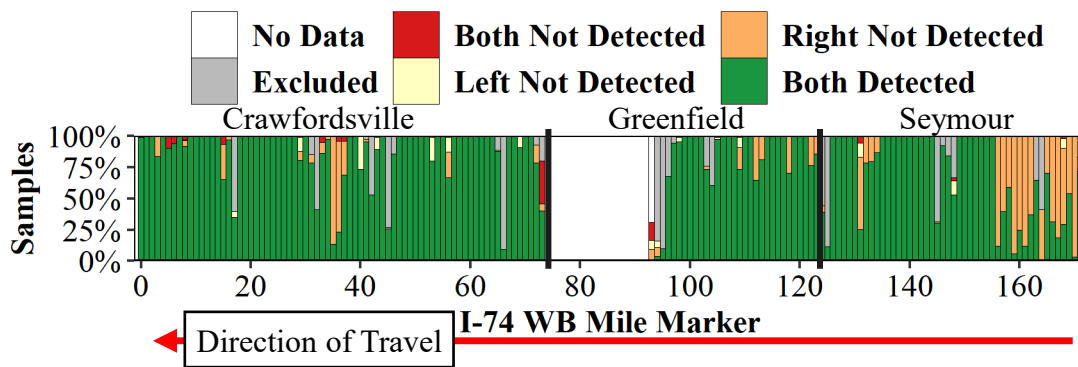 No Data
Both Not Detected
Right Not Detected
Excluded
Left Not Detected
Both Detected
Crawfordsville
Greenfield
Seymour
Samples
100%
75%
50%
25%
0%
0
20
40
60
80
100
120
140
160
I-74 WB Mile Marker
Direction of Travel